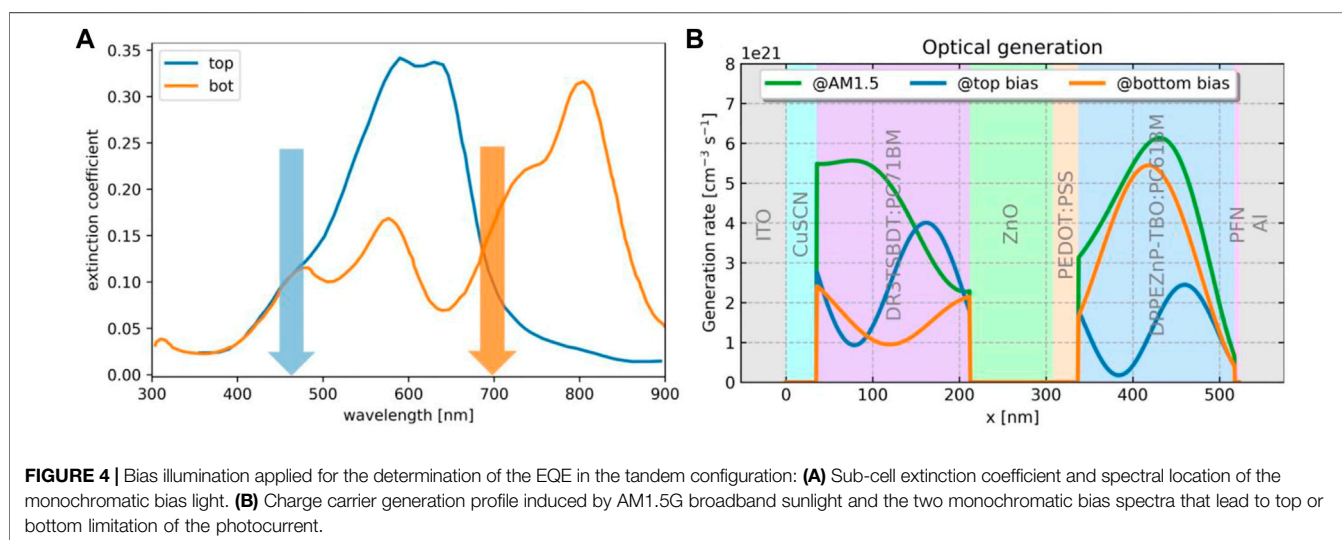 A
0.35
0.30
0.25
0.20
0.15
0.10
0.05
0.00
extinction coefficient
top
bot
300 400 500 600 700 800 900
wavelength [nm]
B
Optical generation
1e21
8
7
6
5
4
3
2
1
0
Generation rate [cm⁻³ s⁻¹]
@AM1.5 @top bias @bottom bias
ITO
CuSCN
DR3TSBDT:PC71BM
ZnO
PEDOT:PSS
DPPEZnP-TBO:PC61BM
PFN
Al
0 100 200 300 400 500
x [nm]
FIGURE 4 | Bias illumination applied for the determination of the EQE in the tandem configuration: (A) Sub-cell extinction coefficient and spectral location of the
monochromatic bias light. (B) Charge carrier generation profile induced by AM1.5G broadband sunlight and the two monochromatic bias spectra that lead to top or
bottom limitation of the photocurrent.